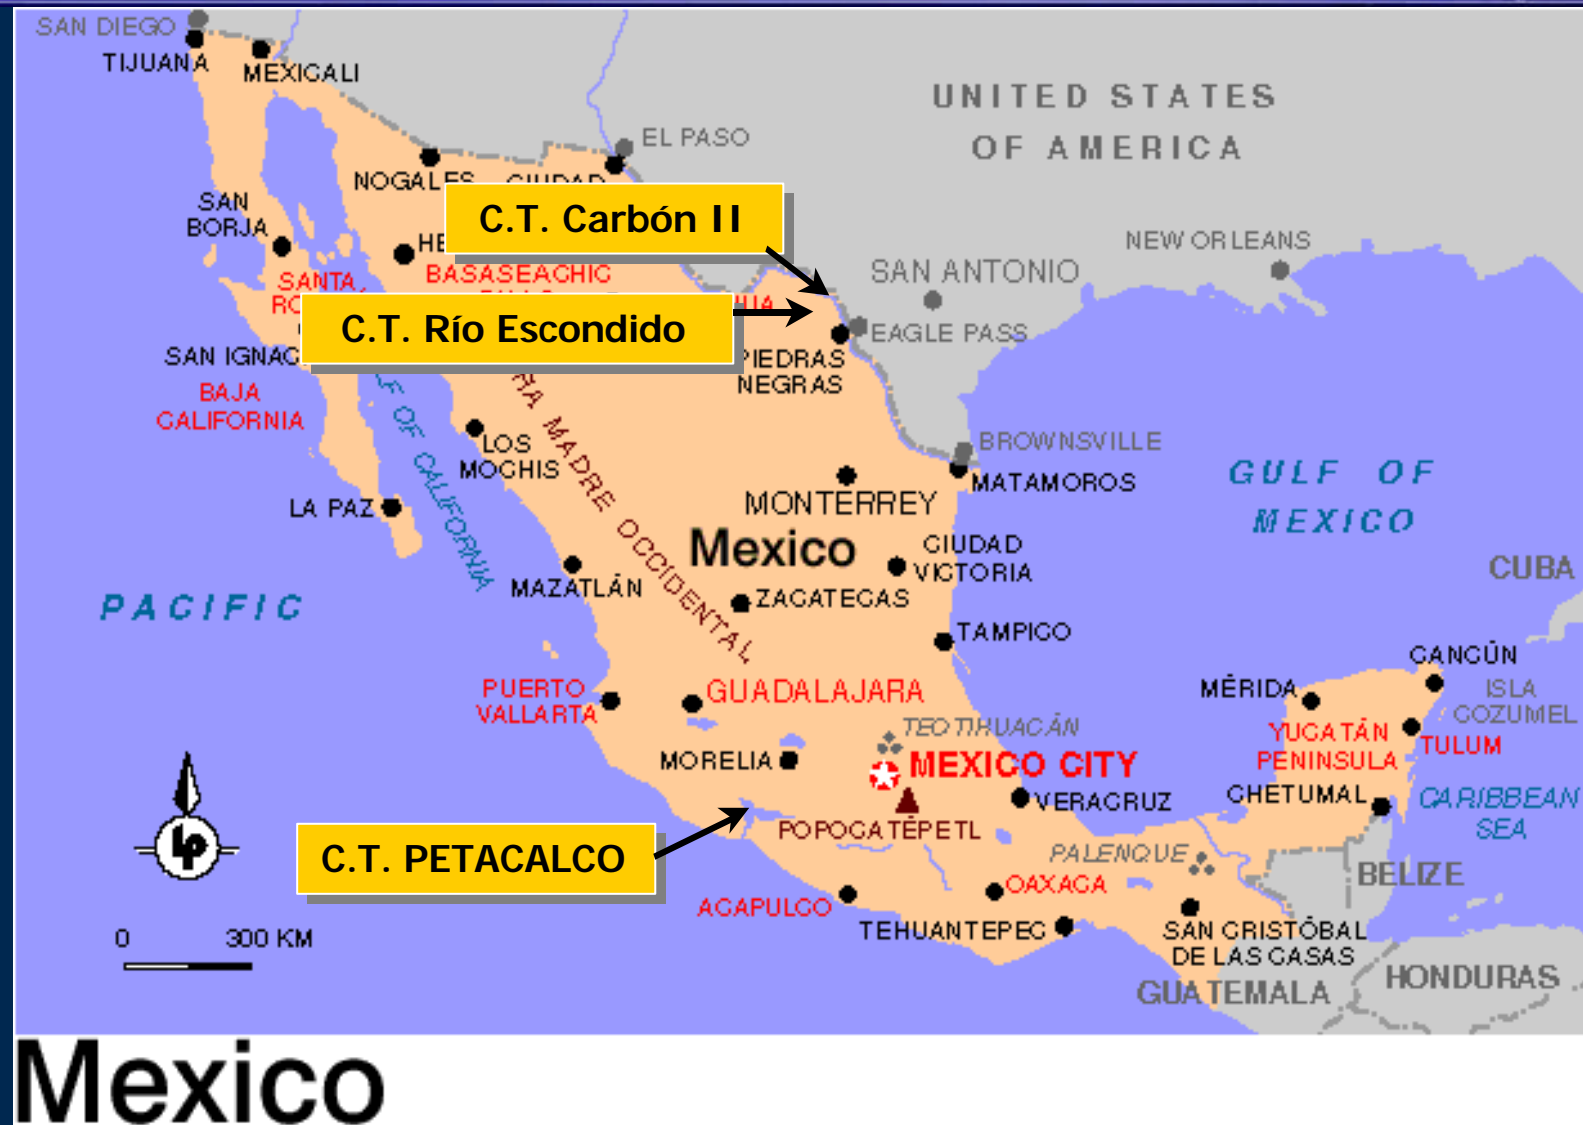 SAN DIEGO
TIJUANA
MEXICALI
UNITED STATES
OF AMERICA
EL PASO
NOGALES
CIUDAD
SAN
BORJA
C.T. Carbón II
NEW ORLEANS
SAN ANTONIO
BASASEACHIC
SANTA
C.T. Río Escondido
EAGLE PASS
SAN IGNAC
PIEDRAS
NEGRAS
BAJA
CALIFORNIA
GULF OF
MEXICO
OF CALIFORNIA
MADRE OCCIDENTAL
LOS
MOCHIS
BROWNSVILLE
MATAMOROS
MONTERREY
LA PAZ
Mexico
CIUDAD
VICTORIA
CUBA
MAZATLÁN
ZACATECAS
PACIFIC
TAMPICO
CANCÚN
PUERTO
VALLARTA
GUADALAJARA
MÉRIDA
ISLA
COZUMEL
TEOTIHUACÁN
YUCATÁN
PENINSULA
TULUM
MORELIA
MEXICO CITY
VERACRUZ
CHETUMAL
CARIBBEAN
SEA
POPOCATÉPETL
LP
C.T. PETACALCO
PALENQUE
BELIZE
ACAPULCO
OAXACA
TEHUANTEPEC
SAN CRISTÓBAL
DE LAS CASAS
0 300 KM
GUATEMALA
HONDURAS
Mexico